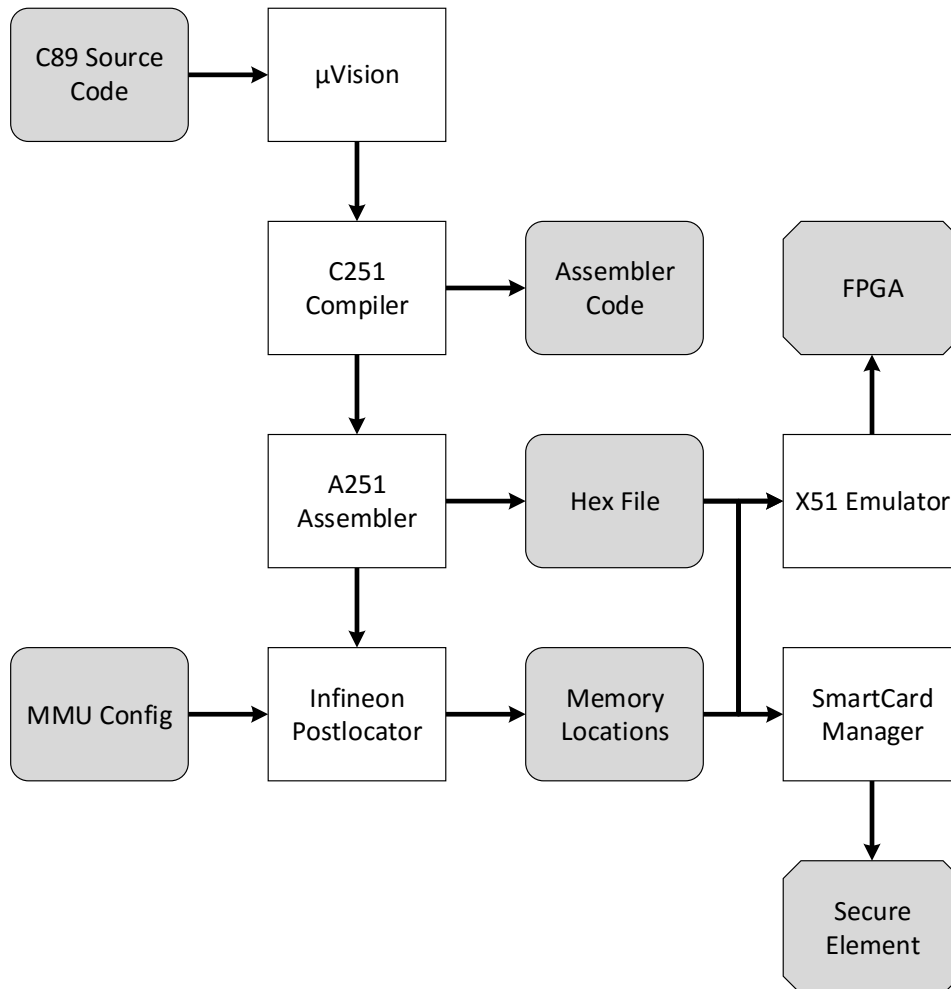 C89 Source
Code
µVision
C251
Compiler
Assembler
Code
FPGA
A251
Assembler
Hex File
X51 Emulator
MMU Config
Infineon
Postlocator
Memory
Locations
SmartCard
Manager
Secure
Element